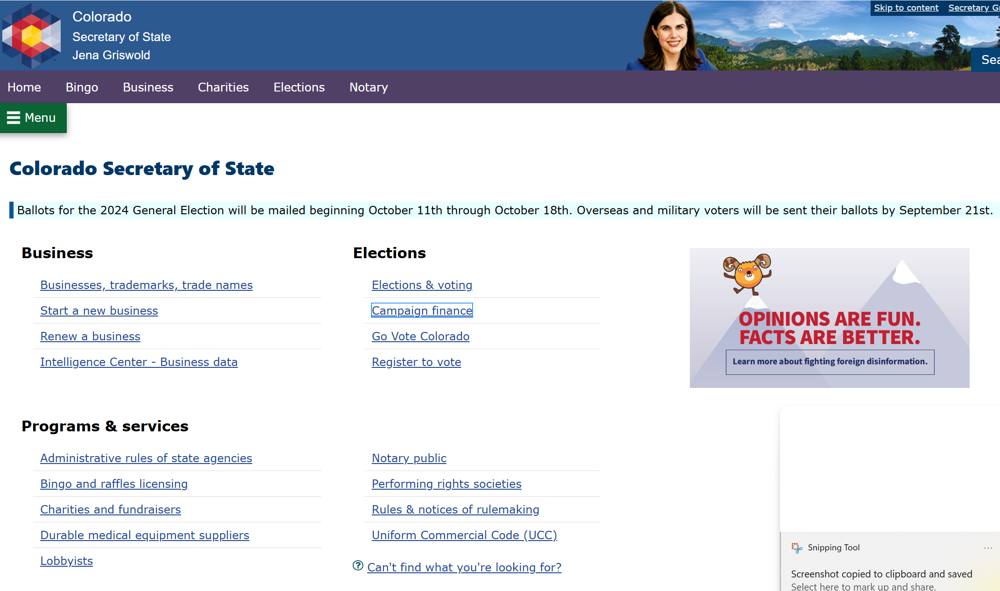 Skip to content Secretary G
Colorado
Secretary of State
Jena Griswold
Sea
Home Bingo Business Charities Elections Notary
Menu
Colorado Secretary of State
Ballots for the 2024 General Election will be mailed beginning October 11th through October 18th. Overseas and military voters will be sent their ballots by September 21st.
Business
Businesses, trademarks, trade names
Start a new business
Renew a business
Intelligence Center - Business data
Elections
Elections & voting
Campaign finance
Go Vote Colorado
Register to vote
OPINIONS ARE FUN.
FACTS ARE BETTER.
Learn more about fighting foreign disinformation.
Programs & services
Administrative rules of state agencies
Bingo and raffles licensing
Charities and fundraisers
Durable medical equipment suppliers
Lobbyists
Notary public
Performing rights societies
Rules & notices of rulemaking
Uniform Commercial Code (UCC)
Can't find what you're looking for?
Snipping Tool
Screenshot copied to clipboard and saved
Select here to mark up and share.